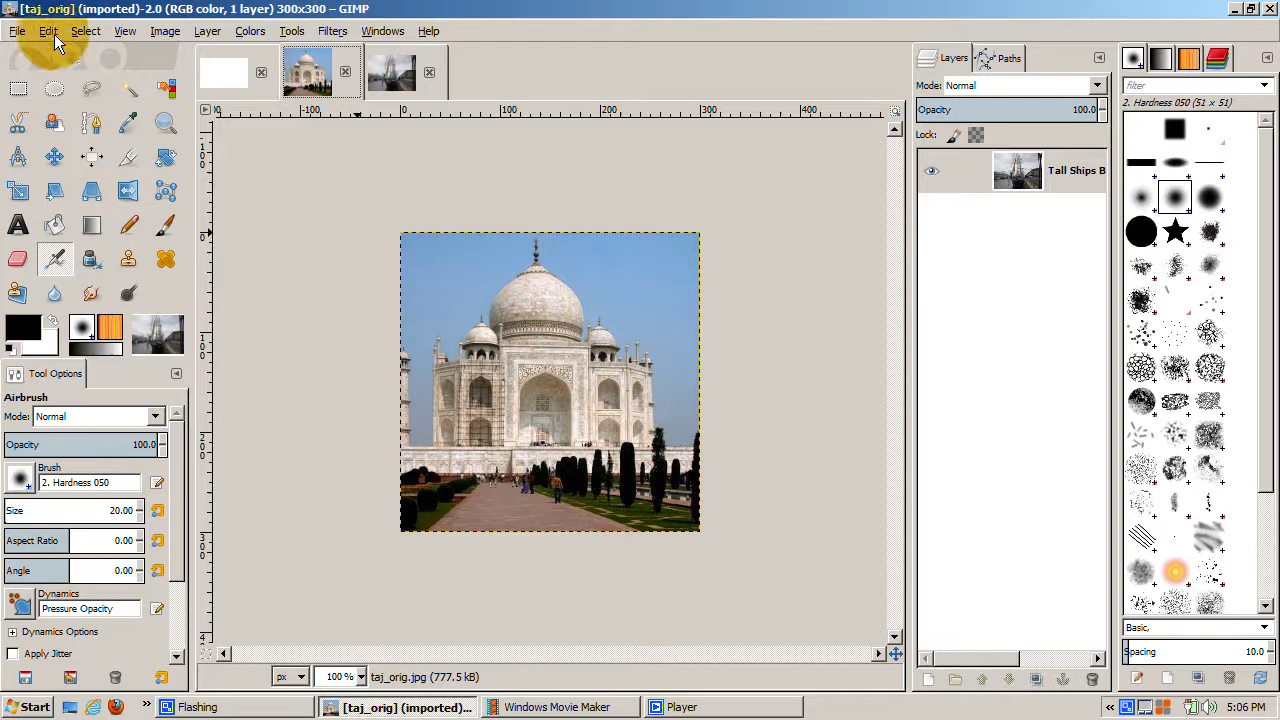 [taj_orig] (imported)-2.0 (RGB color, 1 layer) 300x300 – GIMP
File Edit Select View Image Layer Colors Tools Filters Windows Help
Layers Paths
Mode: Normal
Opacity 100.0
Lock:
Tall Ships B
filter
2. Hardness 050 (51 × 51)
-100 0 100 200 300 400
Tool Options
Airbrush
Mode: Normal
Opacity 100.0
Brush
2. Hardness 050
Size 20.00
Aspect Ratio 0.00
Angle 0.00
Dynamics
Pressure Opacity
Dynamics Options
Apply Jitter
Basic,
Spacing 10.0
px 100 % taj_orig.jpg (777.5 kB)
Start Flashing [taj_orig] (imported)... Windows Movie Maker Player 5:06 PM